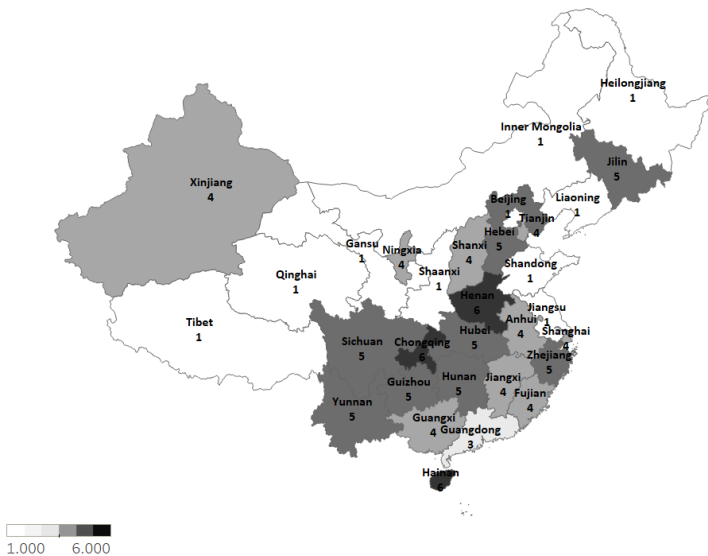 Heilongjiang
1
Inner Mongolia
1
Jilin
5
Xinjiang
4
Beijing
1
Liaoning
1
Tianjin
4
Hebei
5
Gansu
1
Ningxia
4
Shanxi
4
Shandong
1
Shaanxi
1
Qinghai
1
Henan
6
Jiangsu
1
Anhui
4
Tibet
1
Shanghai
4
Sichuan
5
Chongqing
6
Hubei
5
Zhejiang
5
Guizhou
5
Hunan
5
Jiangxi
4
Fujian
4
Yunnan
5
Guangxi
4
Guangdong
3
Hainan
6
1.000 6.000